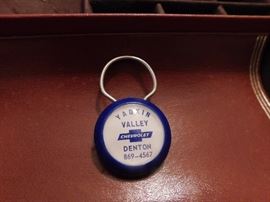 YADKIN
VALLEY
CHEVROLET
DENTON
869-4567